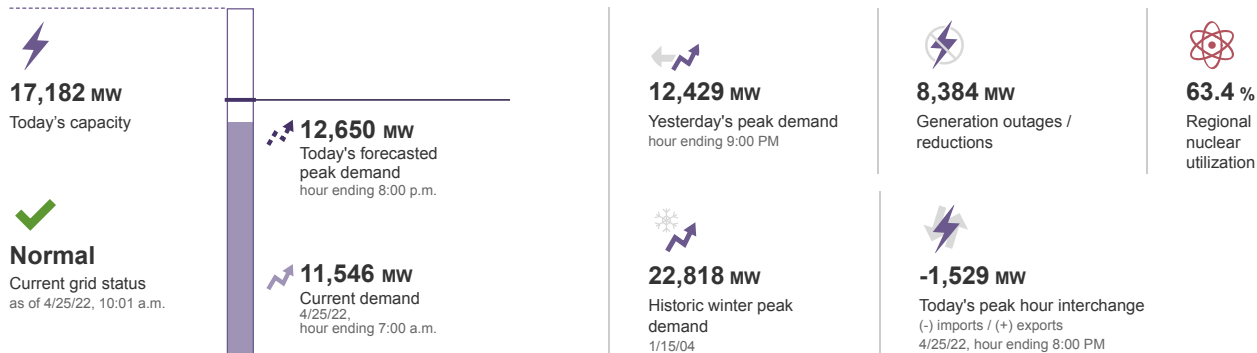 17,182 MW
Today's capacity
Normal
Current grid status
as of 4/25/22, 10:01 a.m.
12,650 MW
Today's forecasted
peak demand
hour ending 8:00 p.m.
11,546 MW
Current demand
4/25/22,
hour ending 7:00 a.m.
12,429 MW
Yesterday's peak demand
hour ending 9:00 PM
8,384 MW
Generation outages /
reductions
63.4 %
Regional
nuclear
utilization
22,818 MW
Historic winter peak
demand
1/15/04
-1,529 MW
Today's peak hour interchange
(-) imports / (+) exports
4/25/22, hour ending 8:00 PM